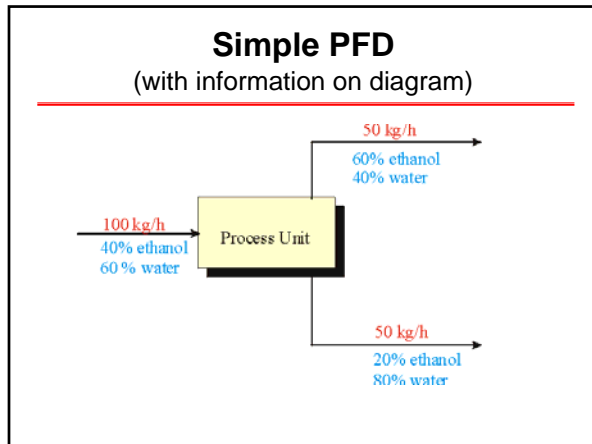 Simple PFD
(with information on diagram)
50 kg/h
60% ethanol
40% water
100 kg/h
40% ethanol
60 % water
Process Unit
50 kg/h
20% ethanol
80% water